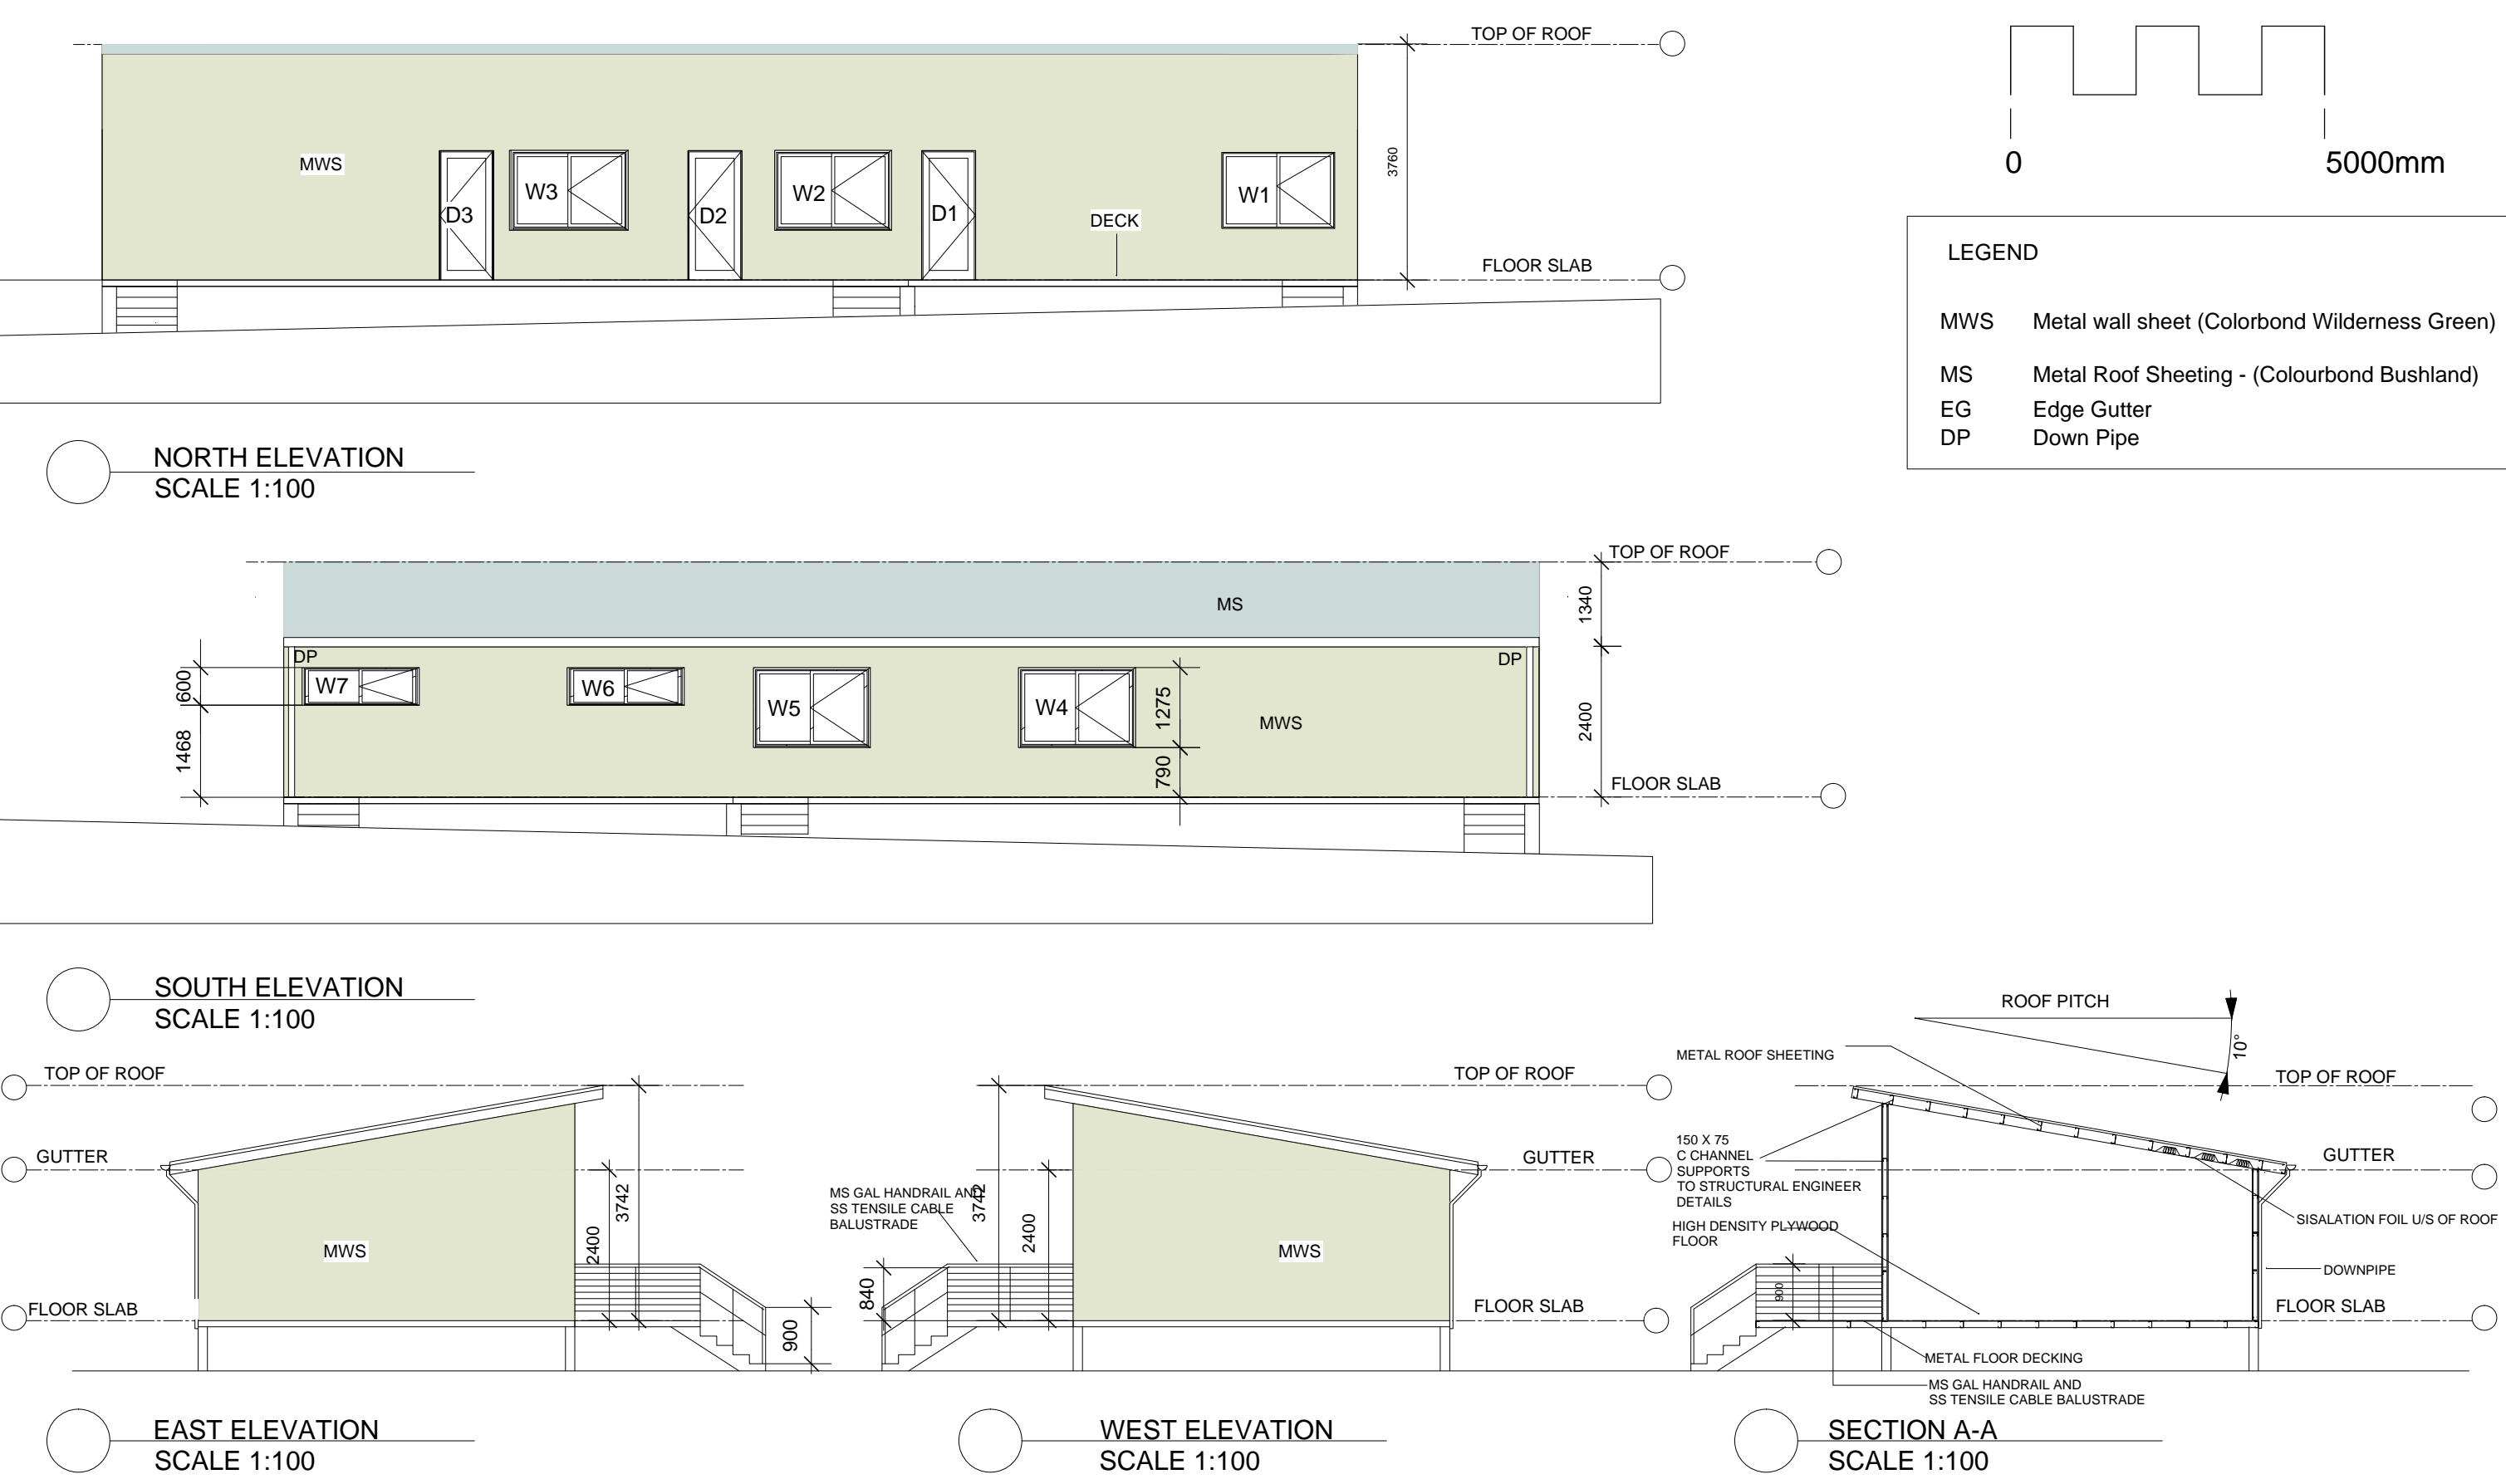 TOP OF ROOF
MWS
W3
W2
W1
D3
D2
D1
DECK
3760
FLOOR SLAB
0 5000mm
LEGEND
MWS Metal wall sheet (Colorbond Wilderness Green)
MS Metal Roof Sheeting - (Colourbond Bushland)
EG Edge Gutter
DP Down Pipe
NORTH ELEVATION
SCALE 1:100
TOP OF ROOF
MS
1340
DP
DP
W7
W6
W5
W4
600
1468
1275
790
MWS
2400
FLOOR SLAB
SOUTH ELEVATION
SCALE 1:100
TOP OF ROOF
GUTTER
MWS
2400
3742
FLOOR SLAB
900
EAST ELEVATION
SCALE 1:100
TOP OF ROOF
GUTTER
MS GAL HANDRAIL AND
SS TENSILE CABLE
BALUSTRADE
3742
2400
840
MWS
FLOOR SLAB
WEST ELEVATION
SCALE 1:100
ROOF PITCH
10°
METAL ROOF SHEETING
TOP OF ROOF
150 X 75
C CHANNEL
SUPPORTS
TO STRUCTURAL ENGINEER
DETAILS
GUTTER
HIGH DENSITY PLYWOOD
FLOOR
SISALATION FOIL U/S OF ROOF
DOWNPIPE
900
FLOOR SLAB
METAL FLOOR DECKING
MS GAL HANDRAIL AND
SS TENSILE CABLE BALUSTRADE
SECTION A-A
SCALE 1:100